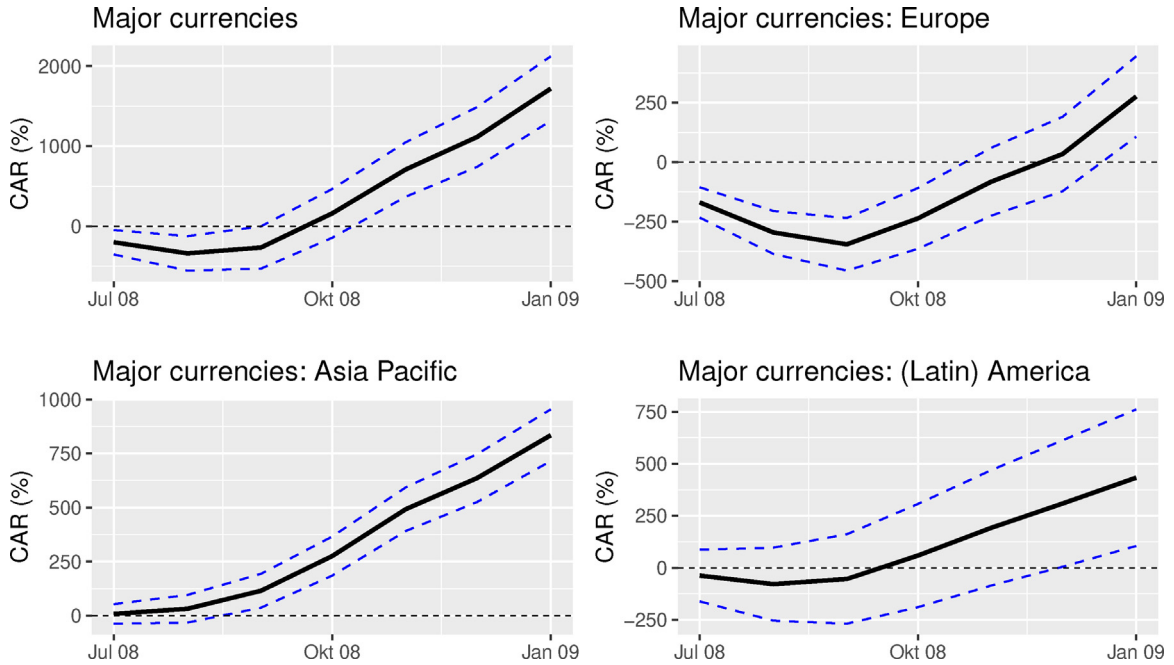 Major currencies
CAR (%)
2000
1000
0
Jul 08
Okt 08
Jan 09
Major currencies: Europe
CAR (%)
250
0
−250
−500
Jul 08
Okt 08
Jan 09
Major currencies: Asia Pacific
CAR (%)
1000
750
500
250
0
Jul 08
Okt 08
Jan 09
Major currencies: (Latin) America
CAR (%)
750
500
250
0
−250
Jul 08
Okt 08
Jan 09